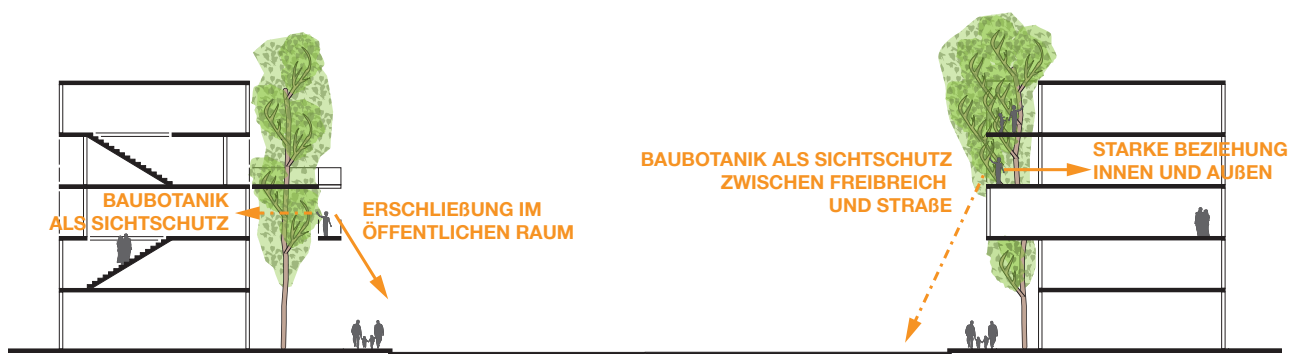 BAUBOTANIK
ALS SICHTSCHUTZ
ERSCHLIEßUNG IM
ÖFFENTLICHEN RAUM
BAUBOTANIK ALS SICHTSCHUTZ
ZWISCHEN FREIBREICH
UND STRAßE
STARKE BEZIEHUNG
INNEN UND AUßEN